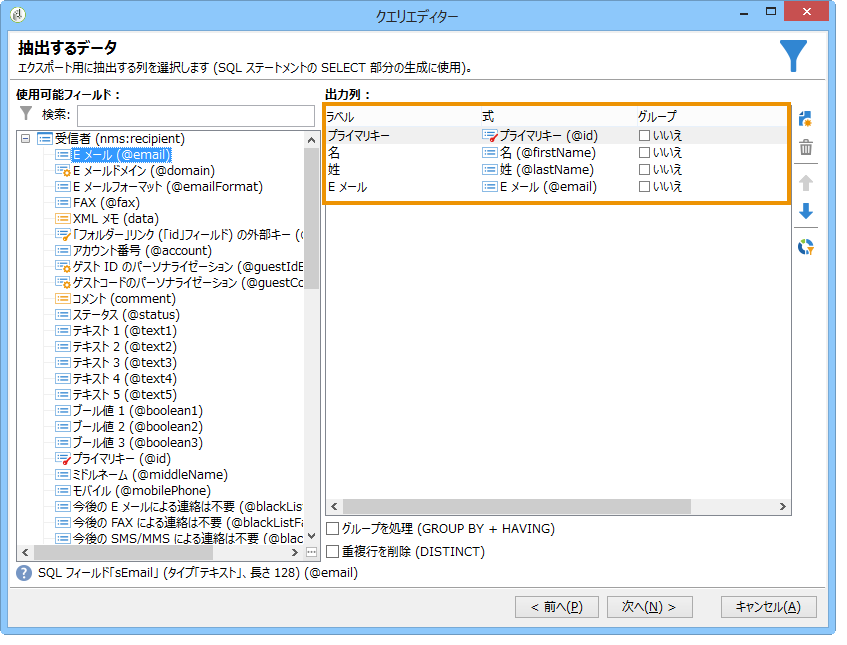 クエリエディター
抽出するデータ
エクスポート用に抽出する列を選択します (SQL ステートメントの SELECT 部分の生成に使用)。
使用可能フィールド：
検索:
受信者 (nms:recipient)
E メール (@email)
E メールドメイン (@domain)
E メールフォーマット (@emailFormat)
FAX (@fax)
XML メモ (data)
「フォルダー」リンク (「id」フィールド) の外部キー (
アカウント番号 (@account)
ゲスト ID のパーソナライゼーション (@guestIdE
ゲストコードのパーソナライゼーション (@guestCo
コメント (comment)
ステータス (@status)
テキスト 1 (@text1)
テキスト 2 (@text2)
テキスト 3 (@text3)
テキスト 4 (@text4)
テキスト 5 (@text5)
ブール値 1 (@boolean1)
ブール値 2 (@boolean2)
ブール値 3 (@boolean3)
プライマリキー (@id)
ミドルネーム (@middleName)
モバイル (@mobilePhone)
今後の E メールによる連絡は不要 (@blackLis
今後の FAX による連絡は不要 (@blackListFa
今後の SMS/MMS による連絡は不要 (@blac
出力列：
ラベル 式 グループ
プライマリキー プライマリキー (@id) いいえ
名 名 (@firstName) いいえ
姓 姓 (@lastName) いいえ
E メール E メール (@email) いいえ
グループを処理 (GROUP BY + HAVING)
重複行を削除 (DISTINCT)
SQL フィールド「sEmail」 (タイプ「テキスト」、長さ 128) (@email)
< 前へ(P) 次へ(N) > キャンセル(A)